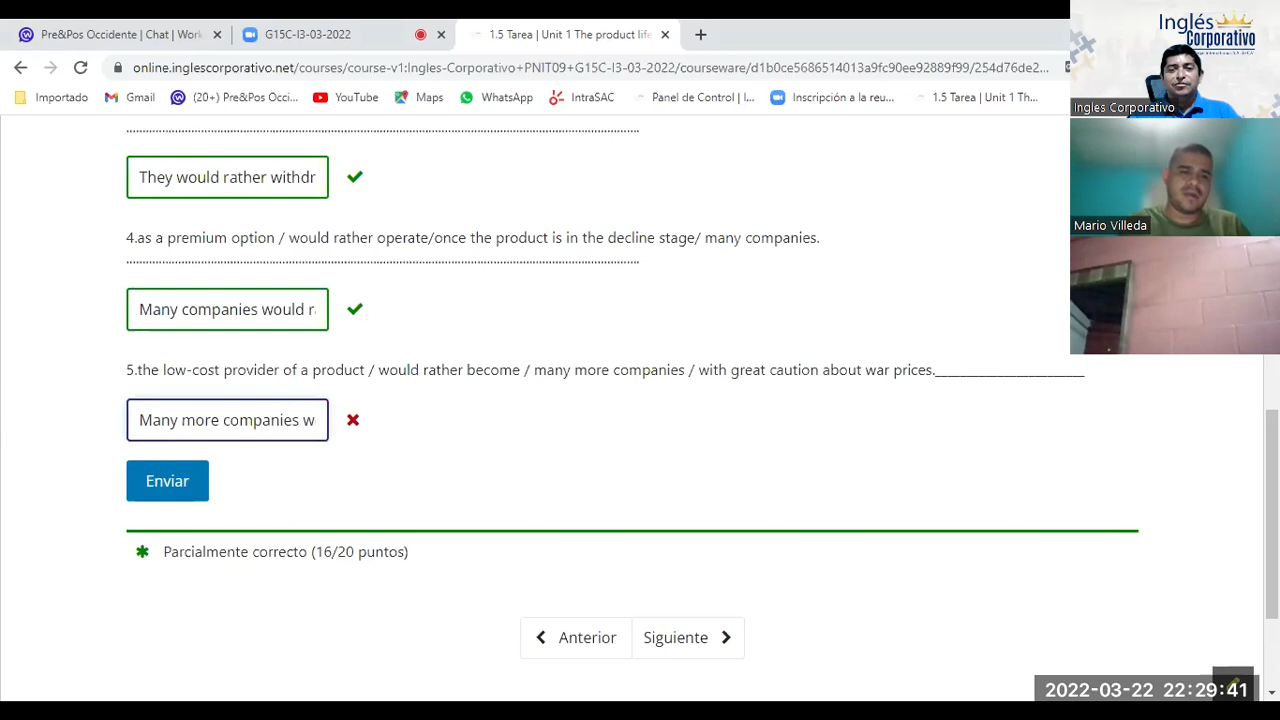 Pre&Pos Occidente | Chat | Work
G15C-I3-03-2022
1.5 Tarea | Unit 1 The product life
online.inglescorporativo.net/courses/course-v1:Ingles-Corporativo+PNIT09+G15C-I3-03-2022/courseware/d1b0ce5686514013a9fc90ee92889f99/254d76de2...
Importado
Gmail
(20+) Pre&Pos Occi...
YouTube
Maps
WhatsApp
IntraSAC
Panel de Control | I...
Inscripción a la reu...
1.5 Tarea | Unit 1 Th...
Inglés
Corporativo
Ingles Corporativo
Mario Villeda
They would rather withdr
4.as a premium option / would rather operate/once the product is in the decline stage/ many companies.
Many companies would r
5.the low-cost provider of a product / would rather become / many more companies / with great caution about war prices.
Many more companies w
Enviar
Parcialmente correcto (16/20 puntos)
Anterior
Siguiente
2022-03-22 22:29:41